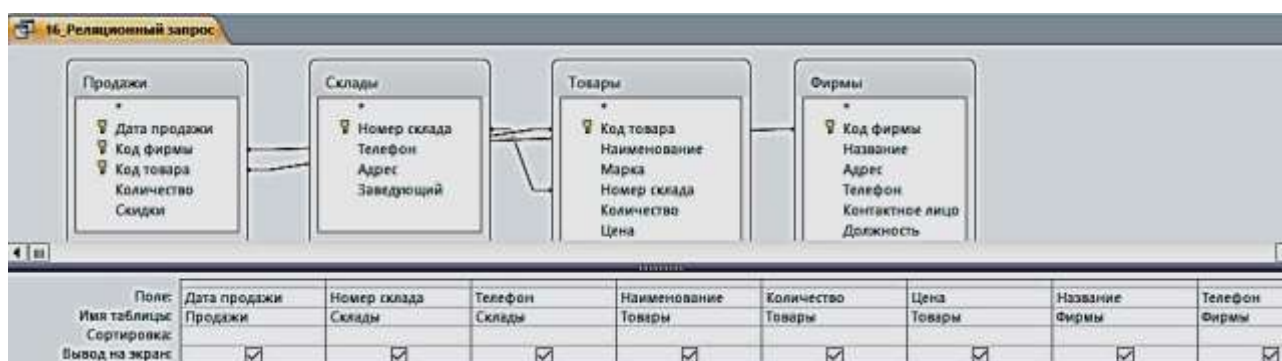 16_Реляционный запрос
Продажи
*
Дата продажи
Код фирмы
Код товара
Количество
Скидки
Склады
*
Номер склада
Телефон
Адрес
Заведующий
Товары
*
Код товара
Наименование
Марка
Номер склада
Количество
Цена
Фирмы
*
Код фирмы
Название
Адрес
Телефон
Контактное лицо
Должность
Поле: Дата продажи Номер склада Телефон Наименование Количество Цена Название Телефон
Имя таблицы: Продажи Склады Склады Товары Товары Товары Фирмы Фирмы
Сортировка:
Вывод на экран: